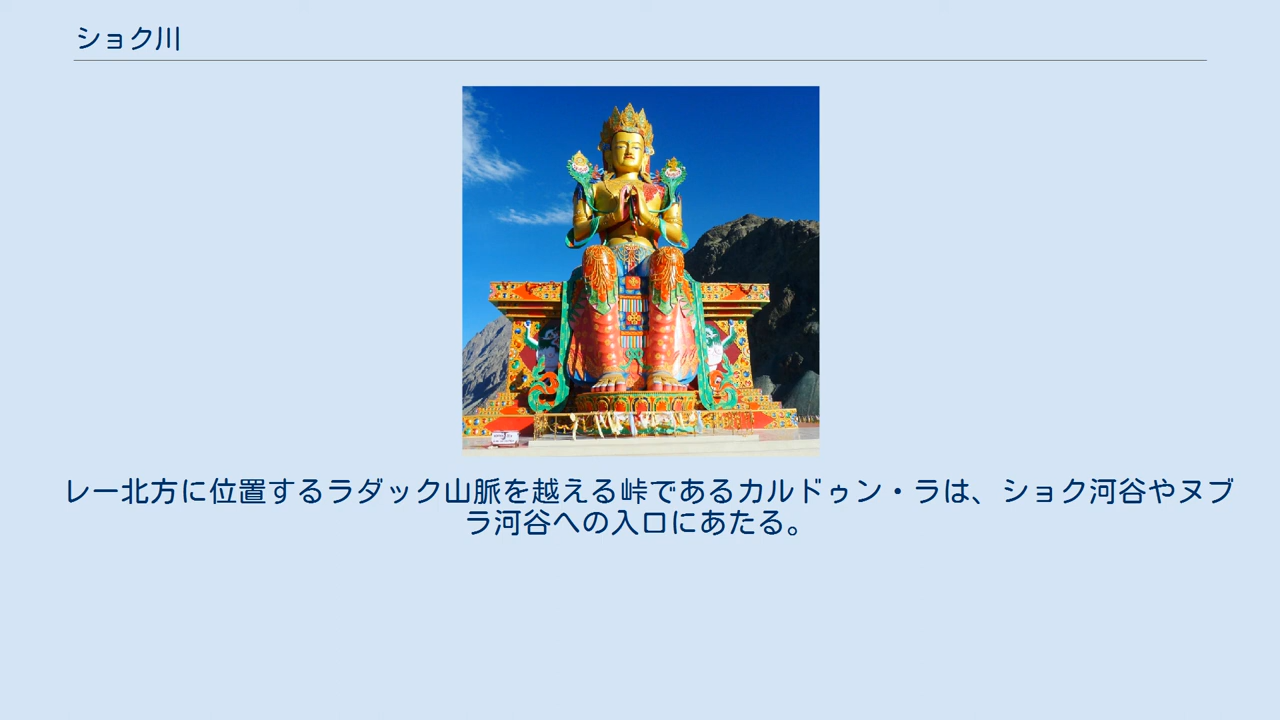 ショク川
レー北方に位置するラダック山脈を越える峠であるカルドゥン・ラは、ショク河谷やヌブ
ラ河谷への入口にあたる。